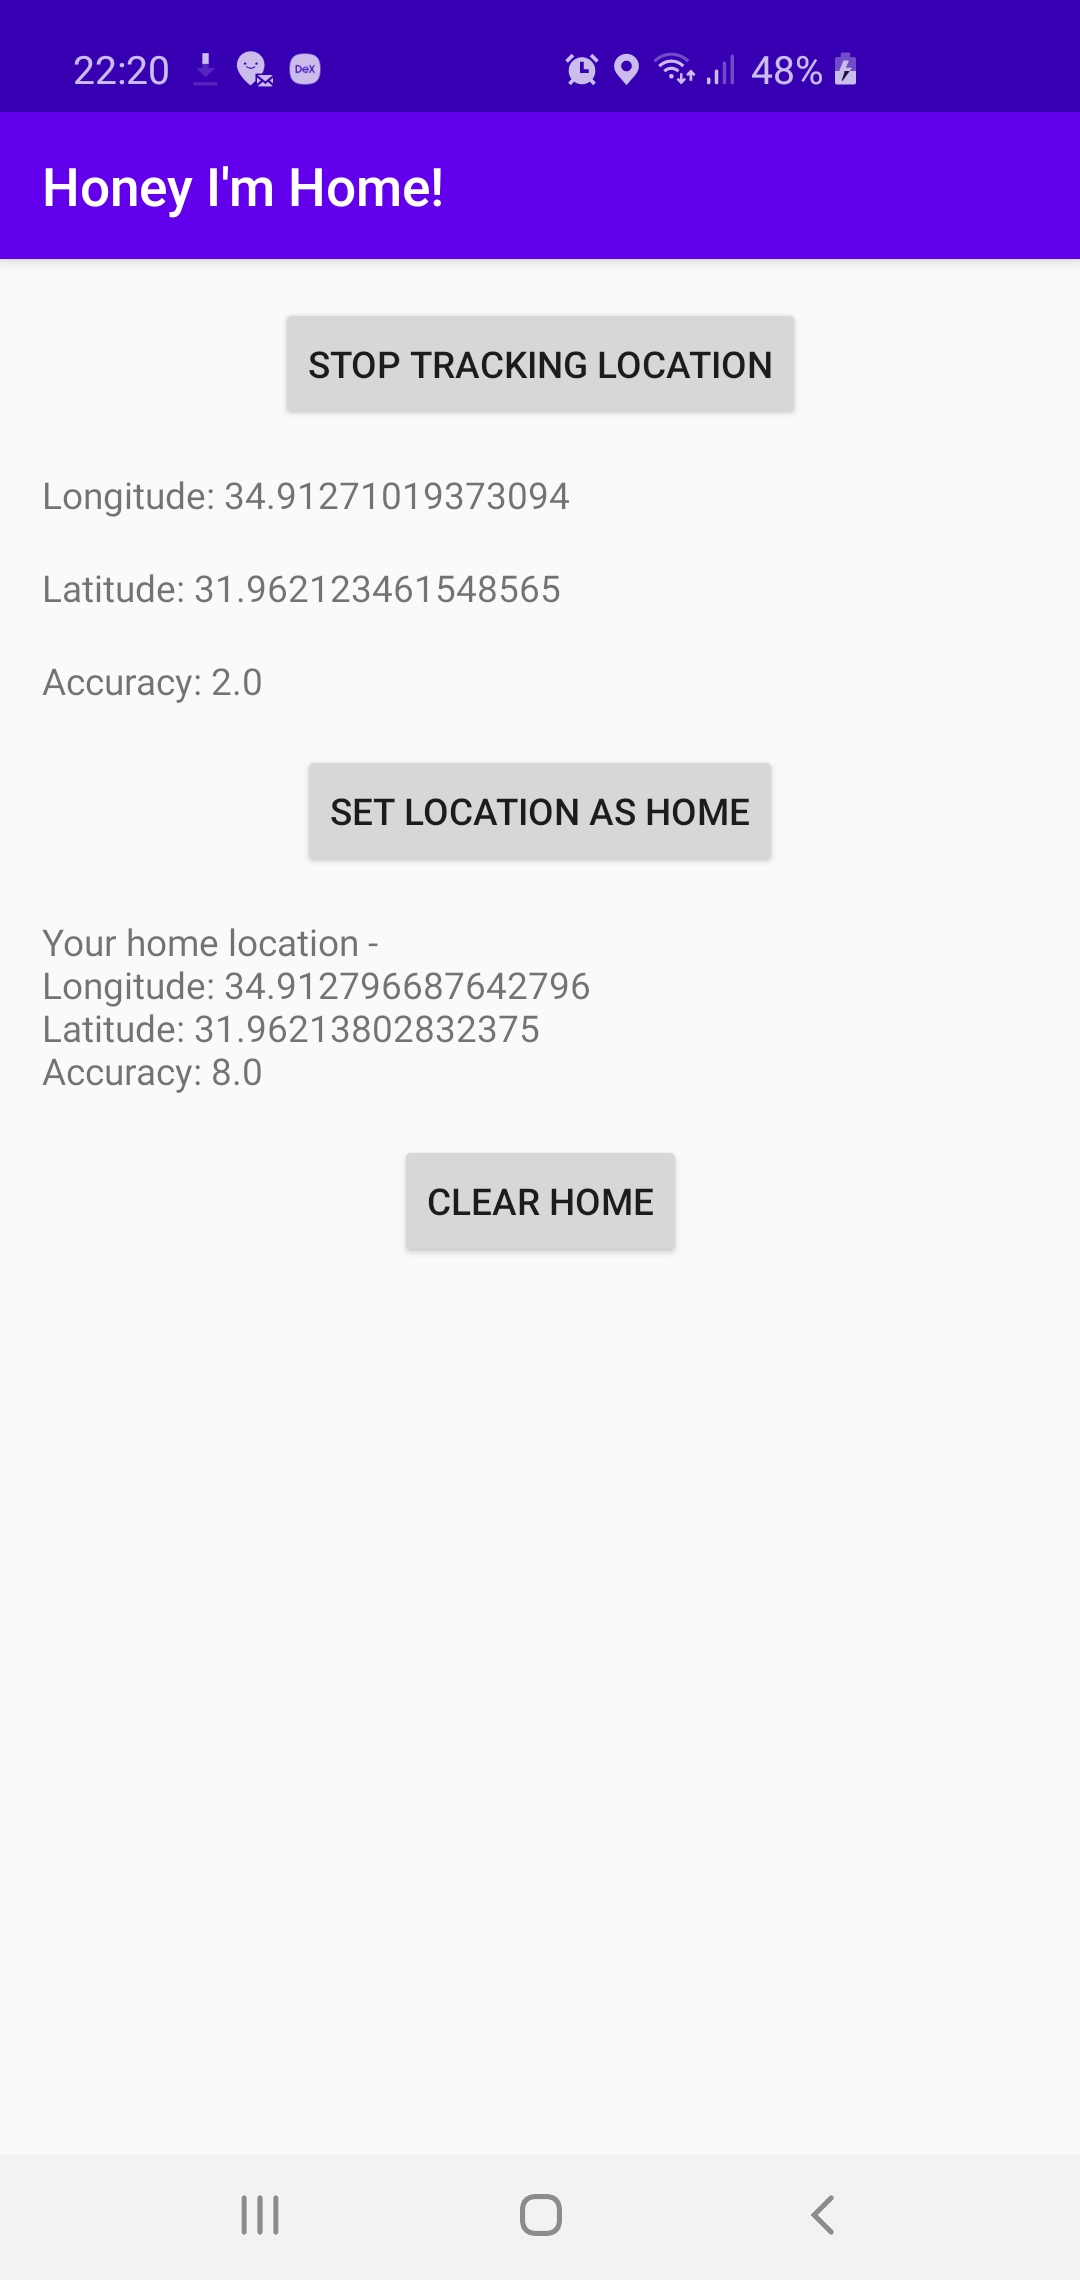 22:20 DeX 48%
Honey I'm Home!
STOP TRACKING LOCATION
Longitude: 34.91271019373094
Latitude: 31.962123461548565
Accuracy: 2.0
SET LOCATION AS HOME
Your home location -
Longitude: 34.912796687642796
Latitude: 31.96213802832375
Accuracy: 8.0
CLEAR HOME